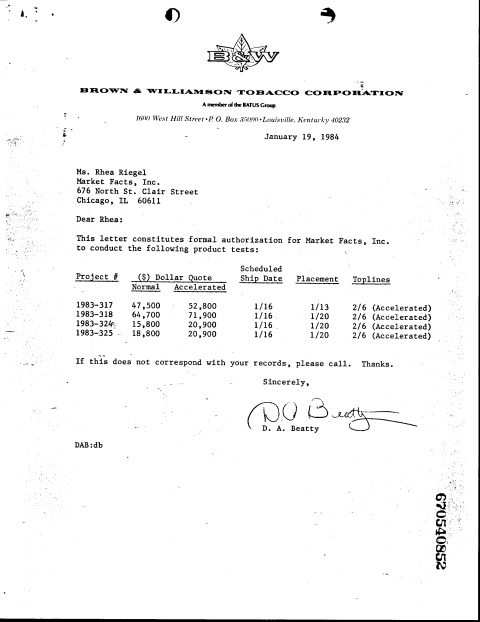 B&W
BROWN & WILLIAMSON TOBACCO CORPORATION
A member of the BATUS Group
1600 West Hill Street • P. O. Box 35090 • Louisville, Kentucky 40232
January 19, 1984
Ms. Rhea Riegel
Market Facts, Inc.
676 North St. Clair Street
Chicago, IL 60611
Dear Rhea:
This letter constitutes formal authorization for Market Facts, Inc.
to conduct the following product tests:
Scheduled
Project # ($) Dollar Quote Ship Date Placement Toplines
Normal Accelerated
1983-317 47,500 52,800 1/16 1/13 2/6 (Accelerated)
1983-318 64,700 71,900 1/16 1/20 2/6 (Accelerated)
1983-324 15,800 20,900 1/16 1/20 2/6 (Accelerated)
1983-325 18,800 20,900 1/16 1/20 2/6 (Accelerated)
If this does not correspond with your records, please call. Thanks.
Sincerely,
DA Beatty
D. A. Beatty
DAB:db
670540852